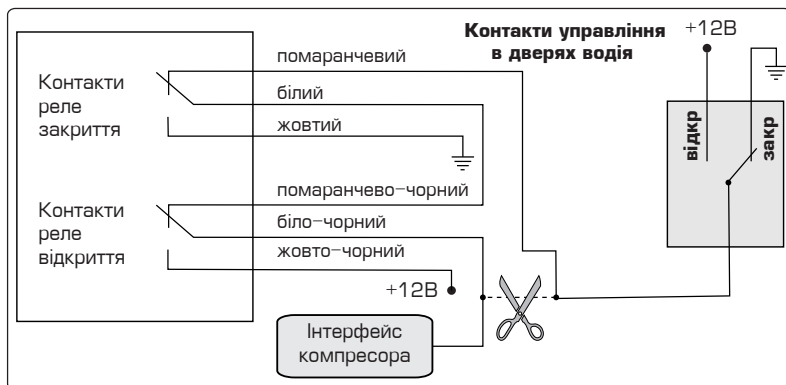 Контакти управління
в дверях водія
+12В
помаранчевий
Контакти
реле
закриття
білий
жовтий
відкр
закр
помаранчево-чорний
Контакти
реле
відкриття
біло-чорний
жовто-чорний
+12В
Інтерфейс
компресора